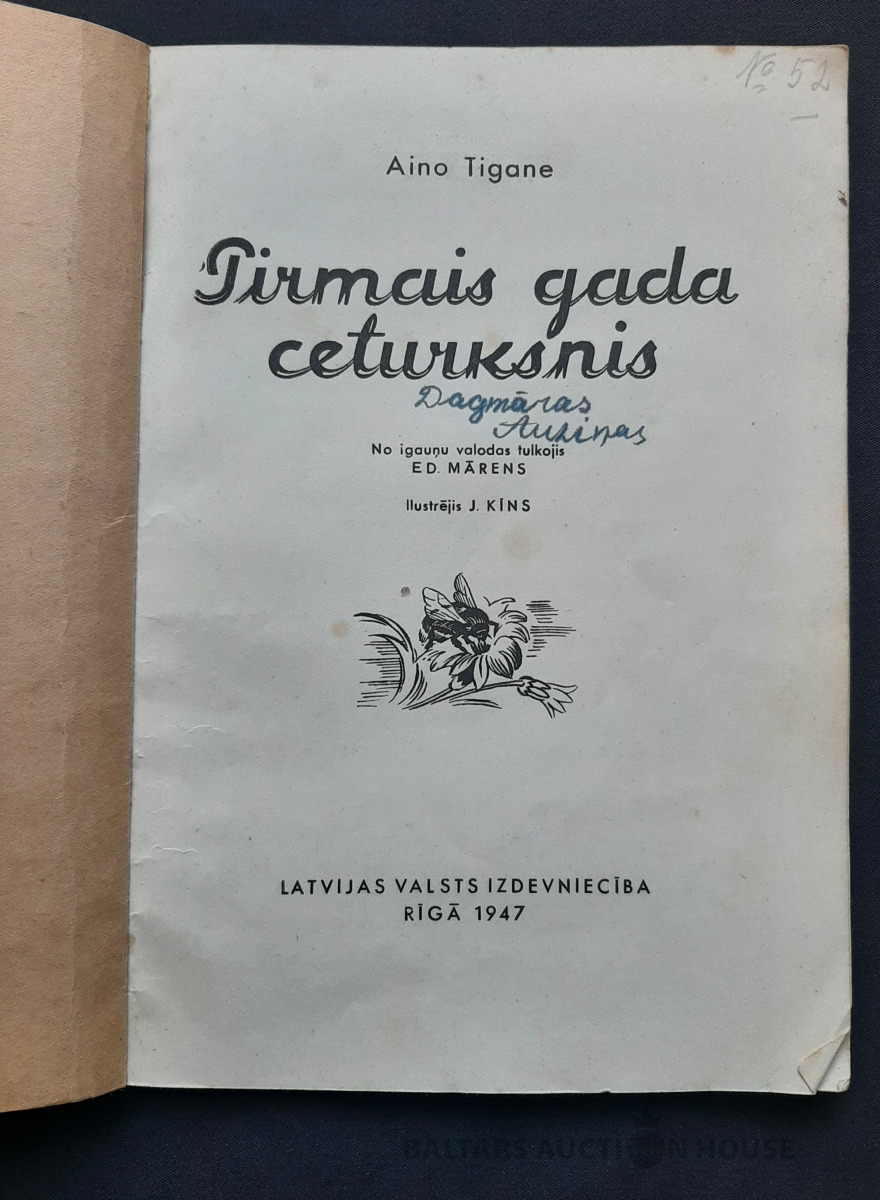 № 52
Aino Tigane
Pirmais gada
ceturksnis
Dagmāras
Auziņas
No igauņu valodas tulkojis
ED. MĀRENS
Ilustrējis J. KĪNS
LATVIJAS VALSTS IZDEVNIECĪBA
RĪGĀ 1947
BALTARS AUCTION HOUSE